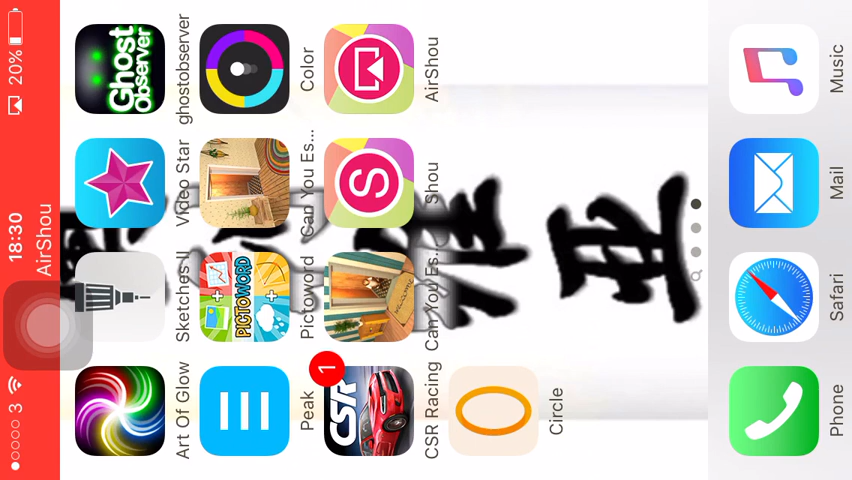 3 18:30 20%
AirShou
Ghost
Observer
Art Of Glow Sketches II Video Star ghostobserver
PICTOWORD
Peak Pictoword Can You Es... Color
1
CSR
S
CSR Racing Can You Es... Shou AirShou
亚
Circle
Phone Safari Mail Music